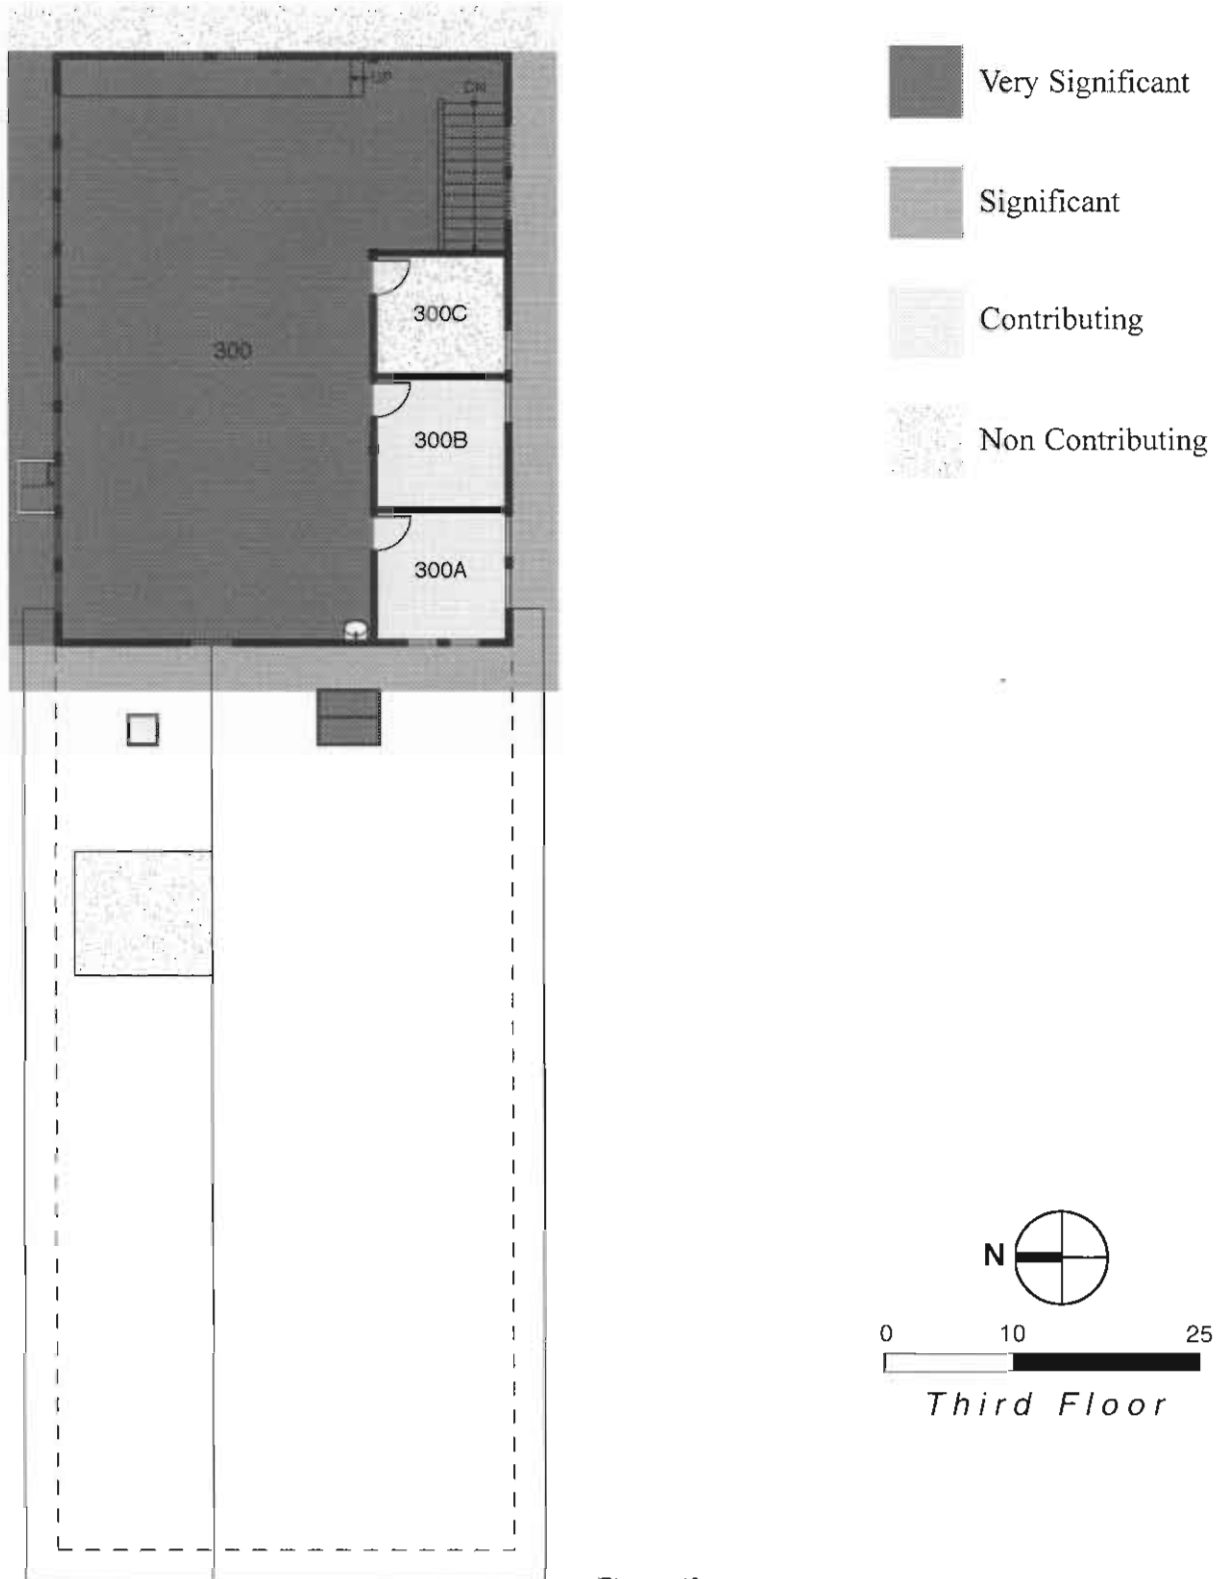 UP
DN
300
300C
300B
300A
Very Significant
Significant
Contributing
Non Contributing
N
0 10 25
Third Floor